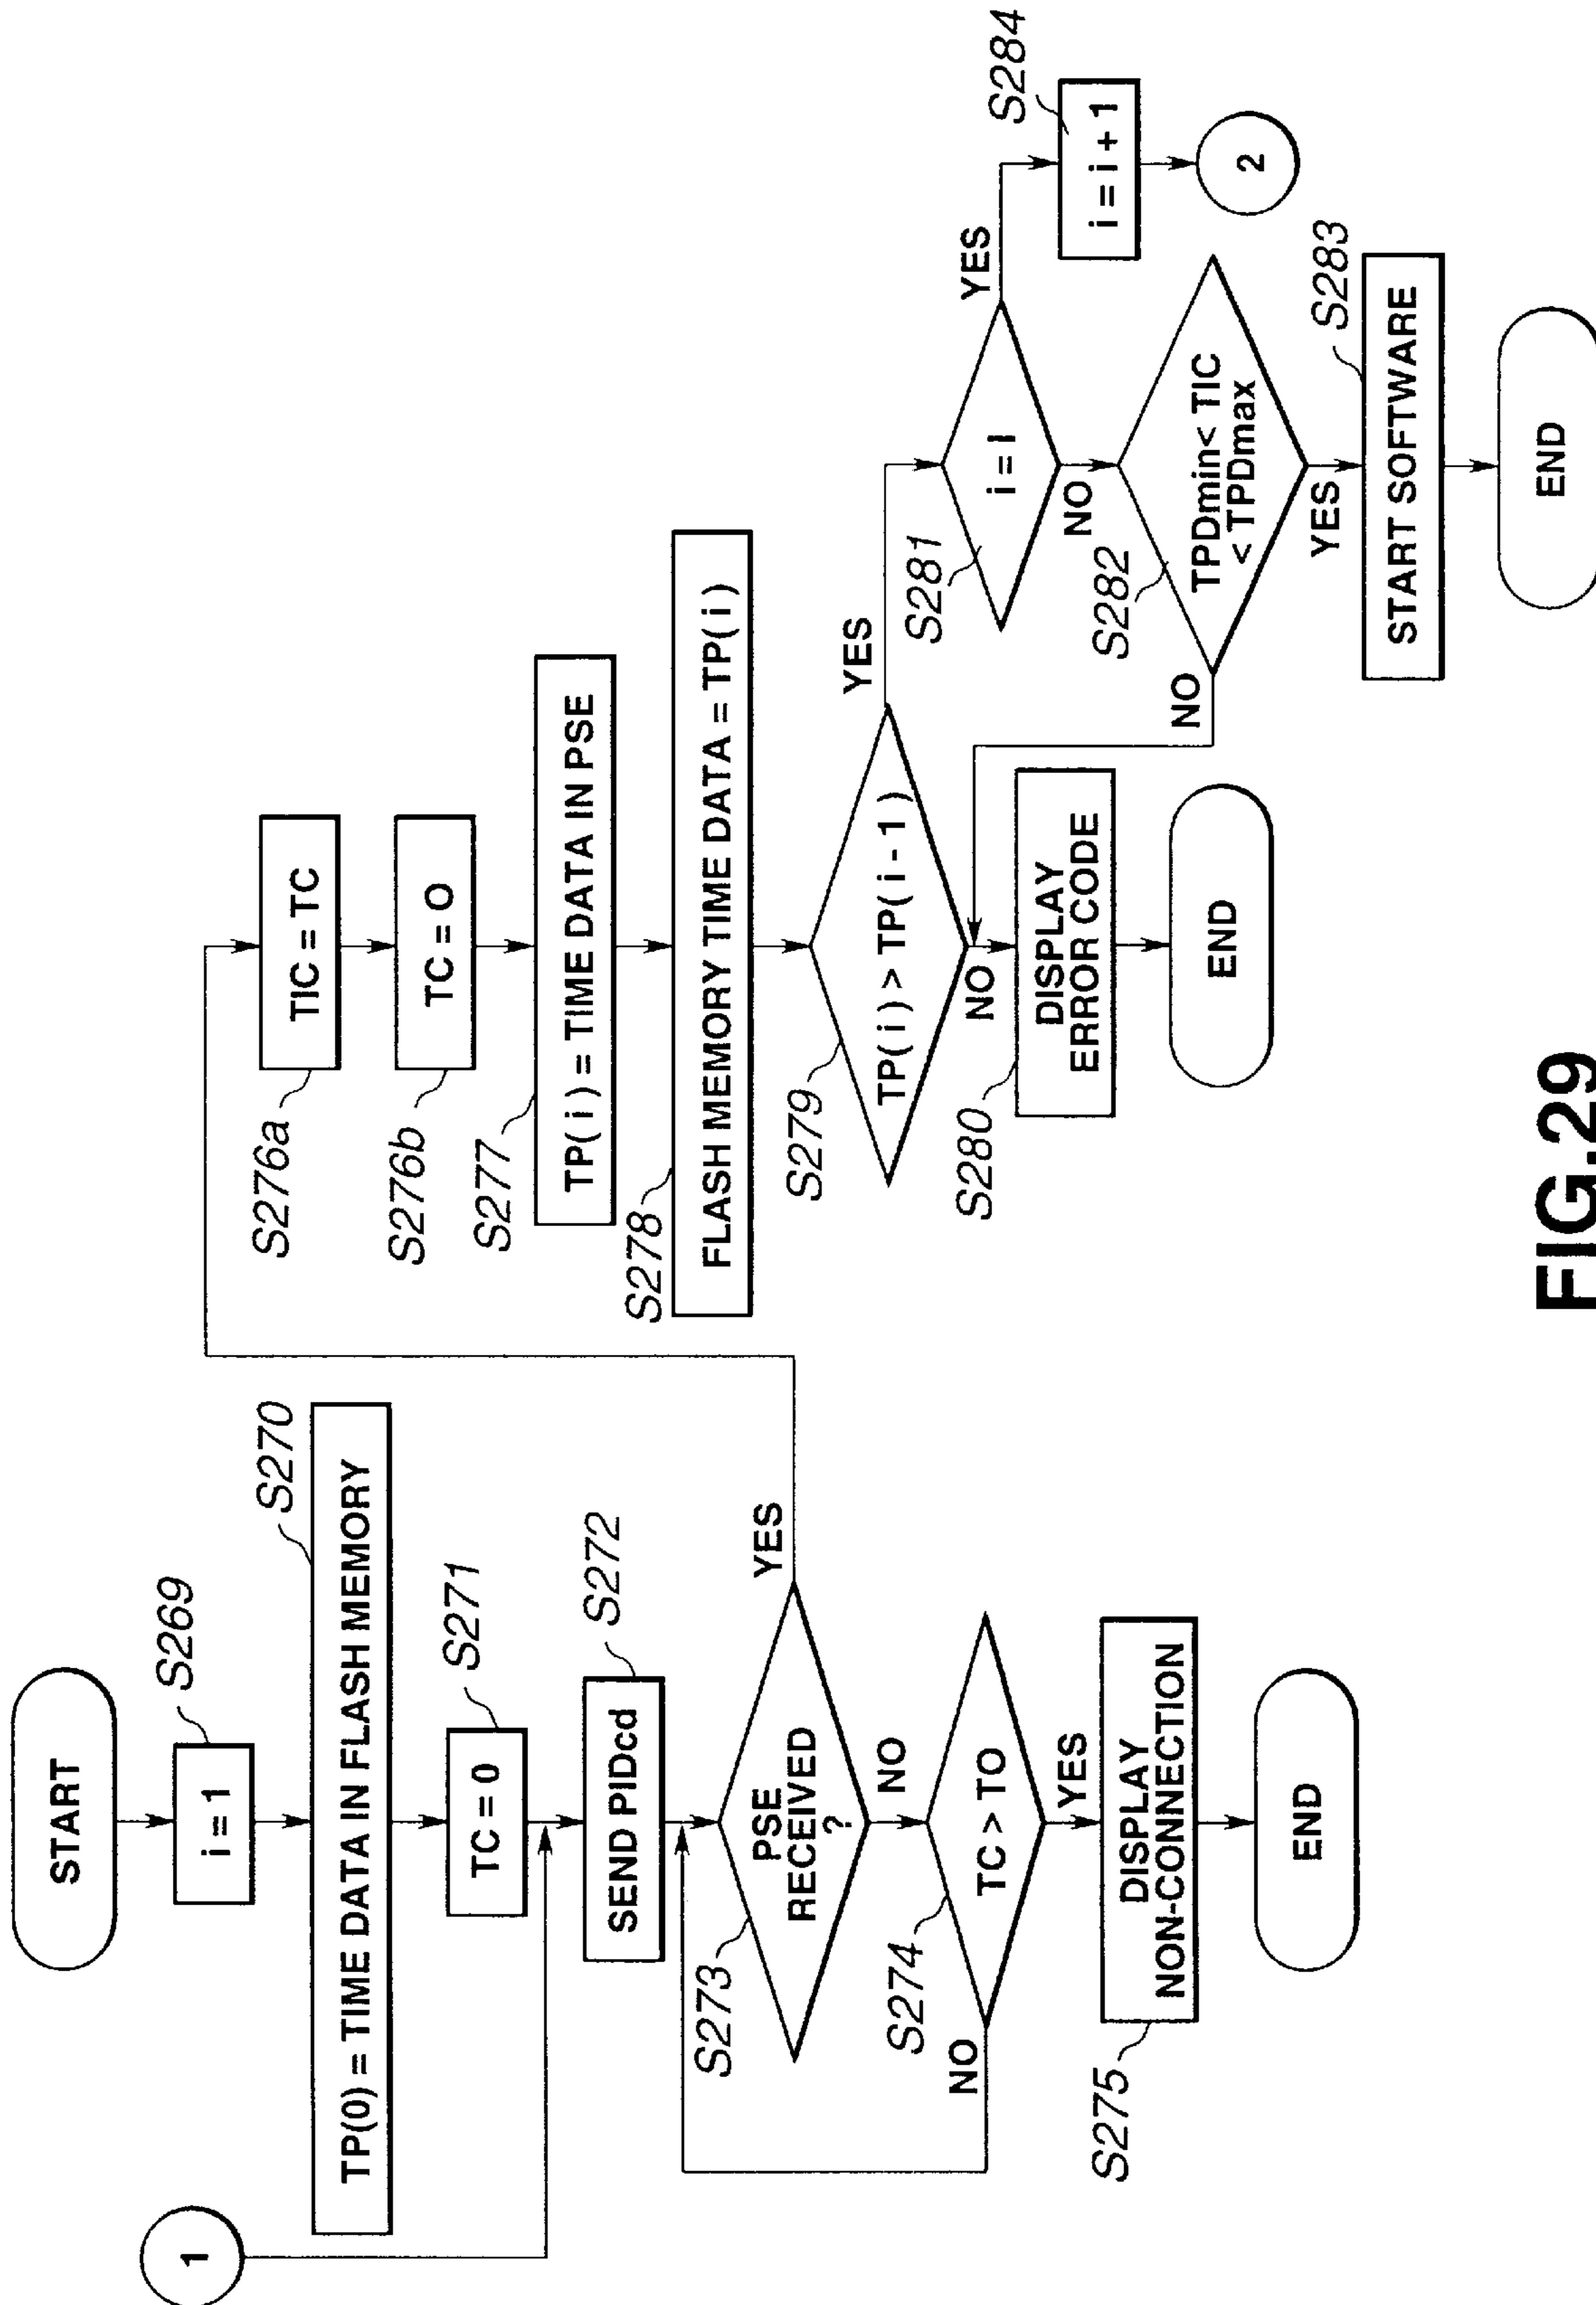 START
S269
i = 1
S270
TP(0) = TIME DATA IN FLASH MEMORY
S271
TC = 0
1
S272
SEND PIDcd
S273
PSE
RECEIVED
?
YES
NO
S274
TC > TO
NO
YES
S275
DISPLAY
NON-CONNECTION
END
S276a
TIC = TC
S276b
TC = O
S277
TP( i ) = TIME DATA IN PSE
S278
FLASH MEMORY TIME DATA = TP( i )
S279
TP( i ) > TP( i - 1 )
YES
NO
S280
DISPLAY
ERROR CODE
END
S281
i = I
YES
NO
S284
i = i + 1
2
S282
TPDmin< TIC
< TPDmax
NO
YES
S283
START SOFTWARE
END
FIG.29